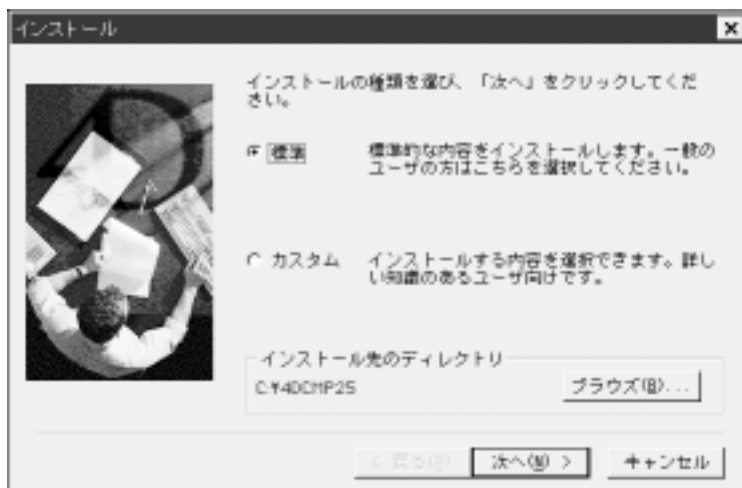 インストール
インストールの種類を選び、「次へ」をクリックしてくだ
さい。
標準
標準的な内容をインストールします。一般の
ユーザの方はこちらを選択してください。
カスタム
インストールする内容を選択できます。詳し
い知識のあるユーザ向けです。
インストール先のディレクトリ
C:¥4DCMP25
ブラウズ(B)...
< 戻る(B)
次へ(N) >
キャンセル